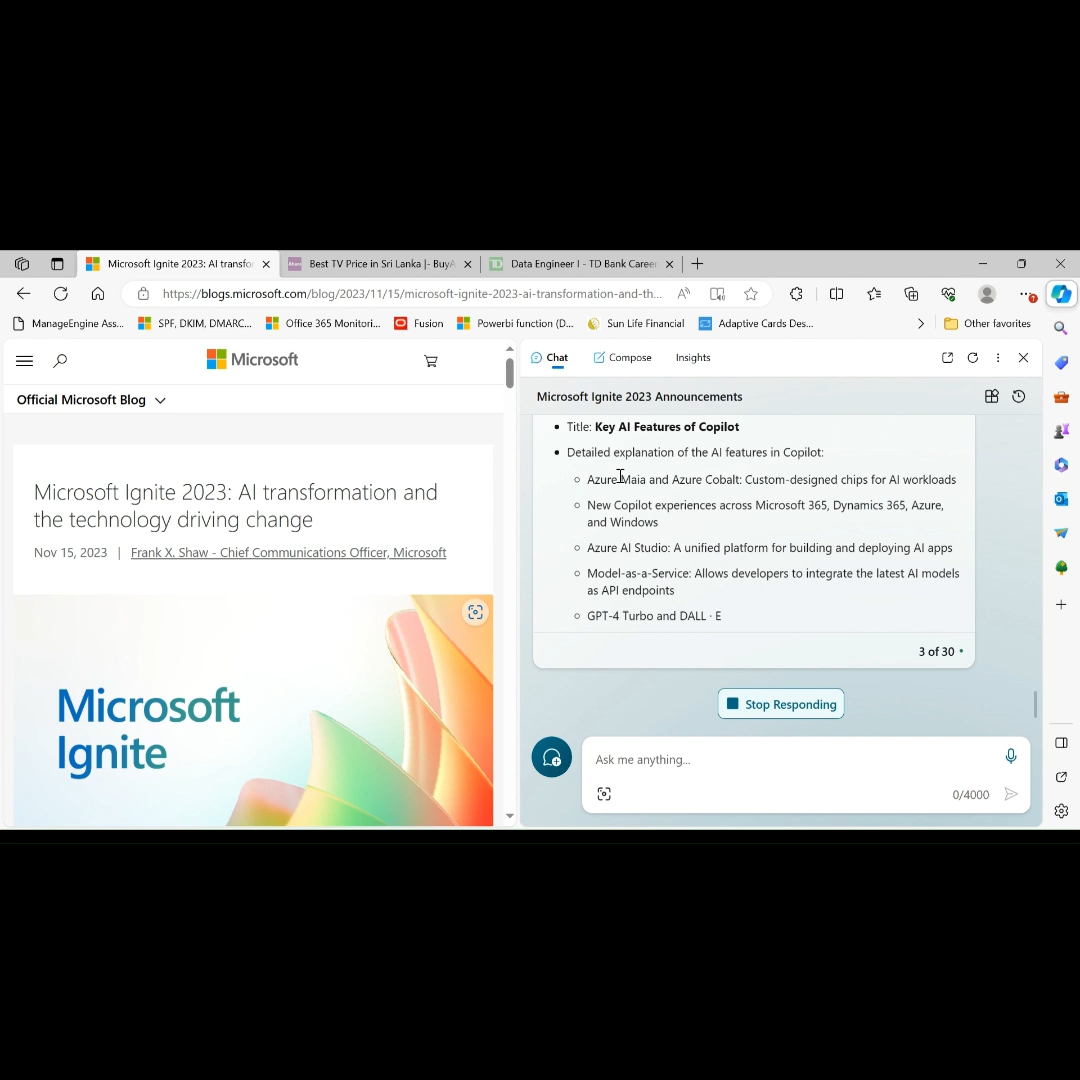 Microsoft Ignite 2023: AI transfo
Best TV Price in Sri Lanka |- BuyA
Data Engineer I - TD Bank Career
https://blogs.microsoft.com/blog/2023/11/15/microsoft-ignite-2023-ai-transformation-and-th...
ManageEngine Ass...
SPF, DKIM, DMARC...
Office 365 Monitori...
Fusion
Powerbi function (D...
Sun Life Financial
Adaptive Cards Des...
Other favorites
Microsoft
Official Microsoft Blog
Microsoft Ignite 2023: AI transformation and
the technology driving change
Nov 15, 2023 | Frank X. Shaw - Chief Communications Officer, Microsoft
Microsoft
Ignite
Chat
Compose
Insights
Microsoft Ignite 2023 Announcements
• Title: Key AI Features of Copilot
• Detailed explanation of the AI features in Copilot:
○ Azure Maia and Azure Cobalt: Custom-designed chips for AI workloads
○ New Copilot experiences across Microsoft 365, Dynamics 365, Azure,
and Windows
○ Azure AI Studio: A unified platform for building and deploying AI apps
○ Model-as-a-Service: Allows developers to integrate the latest AI models
as API endpoints
○ GPT-4 Turbo and DALL · E
3 of 30 •
Stop Responding
Ask me anything...
0/4000